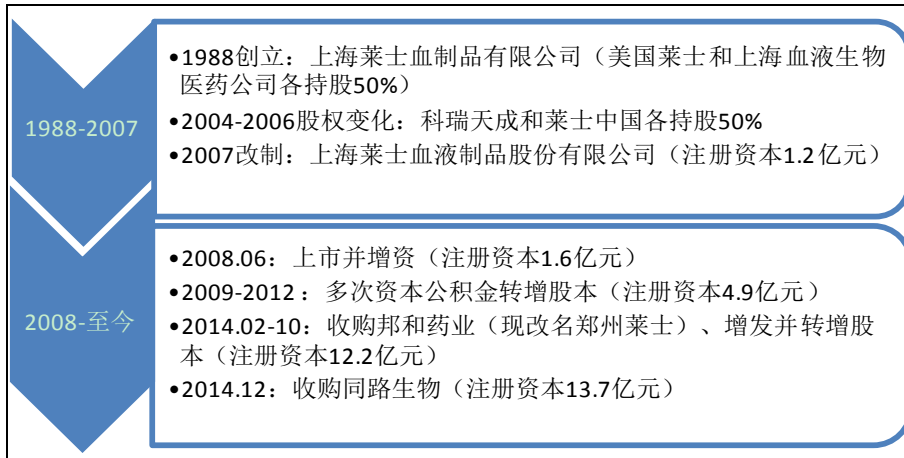 1988-2007
•1988创立：上海莱士血制品有限公司（美国莱士和上海血液生物
医药公司各持股50%）
•2004-2006股权变化：科瑞天成和莱士中国各持股50%
•2007改制：上海莱士血液制品股份有限公司（注册资本1.2亿元）
2008-至今
•2008.06：上市并增资（注册资本1.6亿元）
•2009-2012：多次资本公积金转增股本（注册资本4.9亿元）
•2014.02-10：收购邦和药业（现改名郑州莱士）、增发并转增股
本（注册资本12.2亿元）
•2014.12：收购同路生物（注册资本13.7亿元）